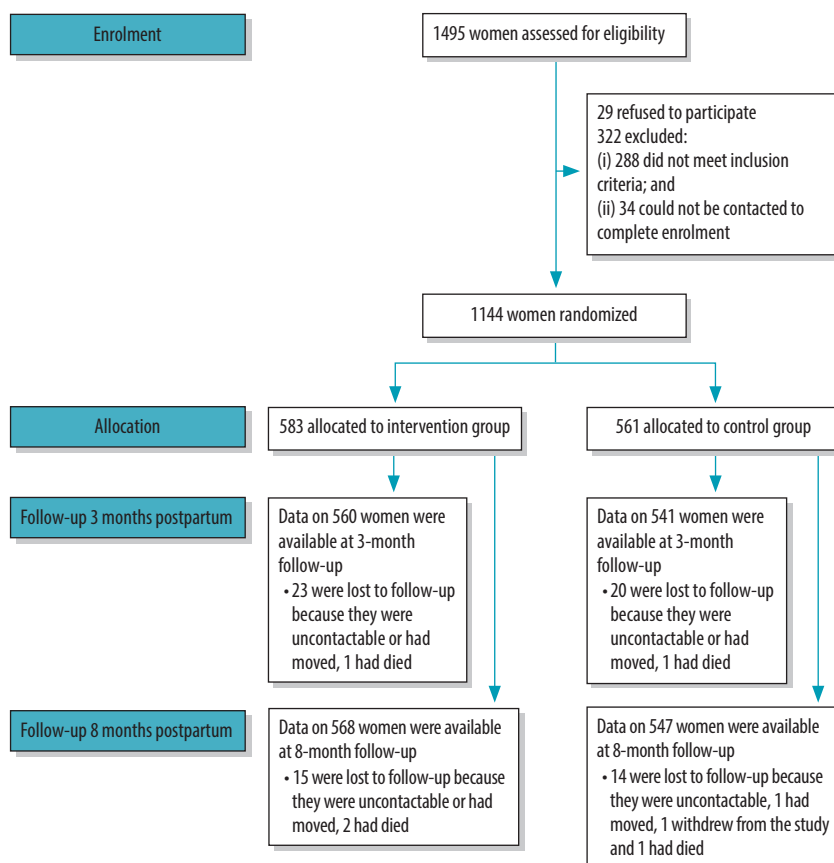 Enrolment
1495 women assessed for eligibility
29 refused to participate
322 excluded:
(i) 288 did not meet inclusion
criteria; and
(ii) 34 could not be contacted to
complete enrolment
1144 women randomized
Allocation
583 allocated to intervention group
561 allocated to control group
Follow-up 3 months postpartum
Data on 560 women were
available at 3-month
follow-up
• 23 were lost to follow-up
because they were
uncontactable or had
moved, 1 had died
Data on 541 women were
available at 3-month
follow-up
• 20 were lost to follow-up
because they were
uncontactable or had
moved, 1 had died
Follow-up 8 months postpartum
Data on 568 women were available
at 8-month follow-up
• 15 were lost to follow-up because
they were uncontactable or had
moved, 2 had died
Data on 547 women were available
at 8-month follow-up
• 14 were lost to follow-up because
they were uncontactable, 1 had
moved, 1 withdrew from the study
and 1 had died